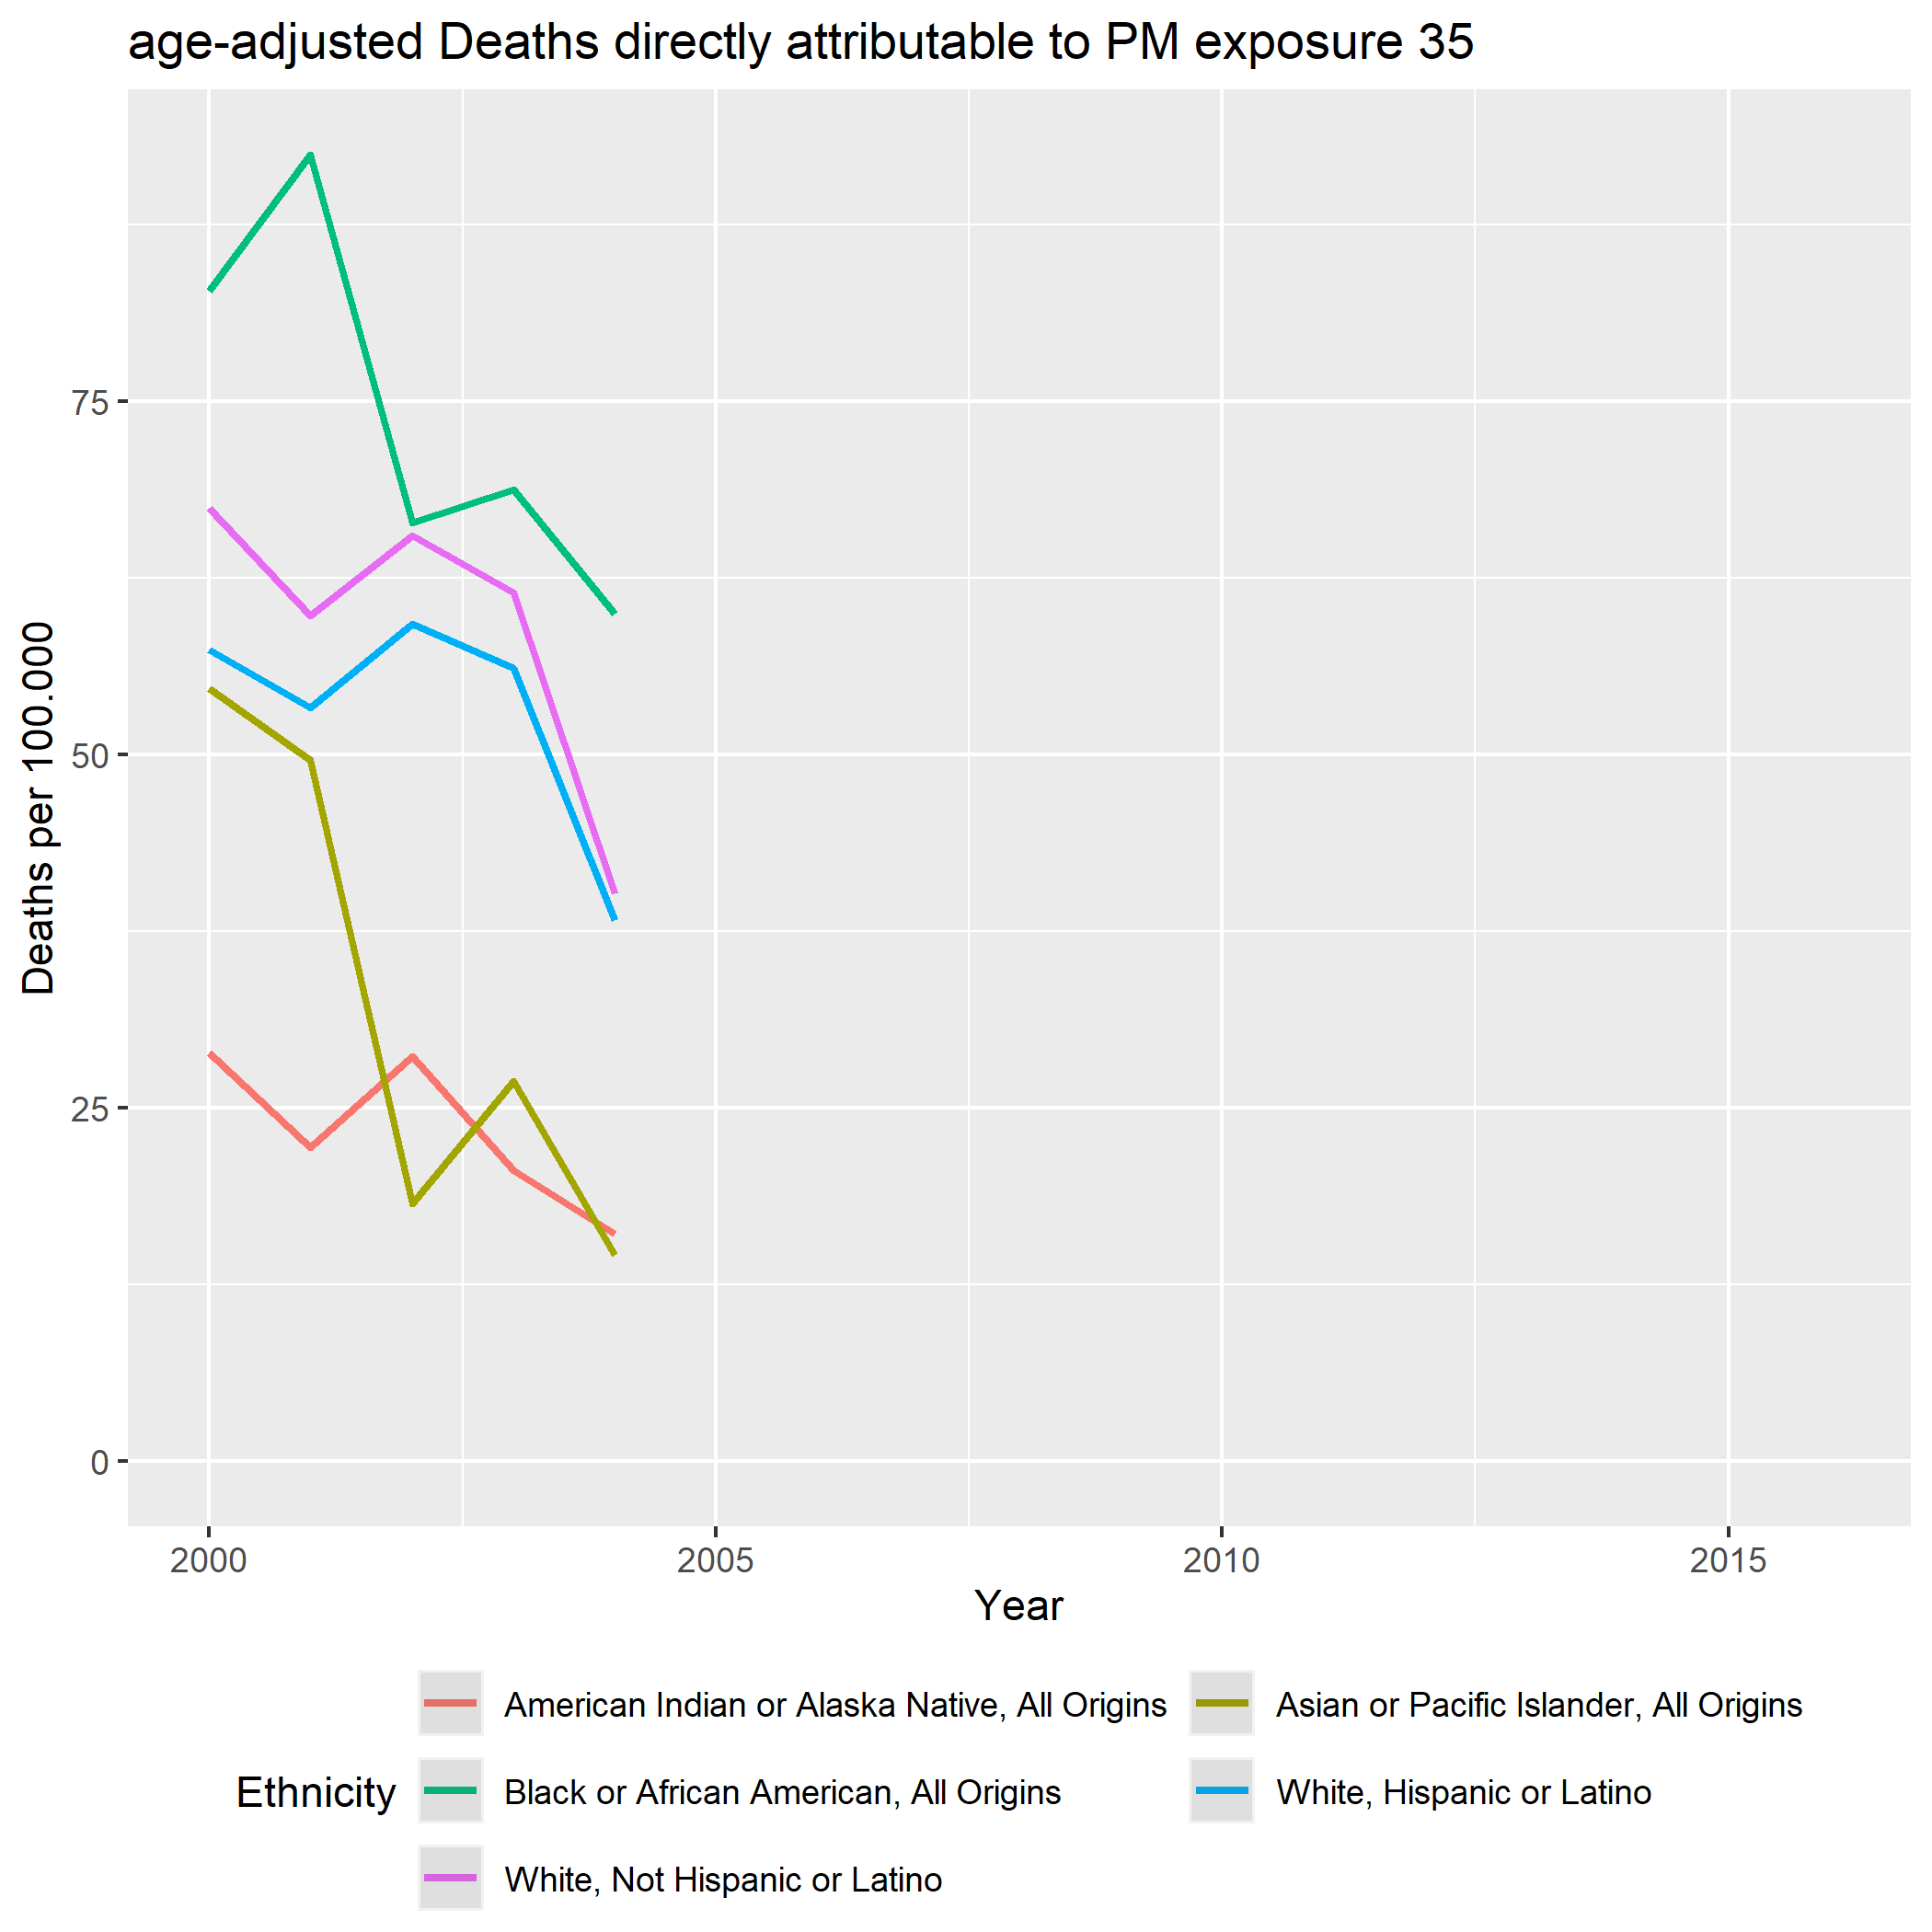 age-adjusted Deaths directly attributable to PM exposure 35
Deaths per 100.000
75
50
25
0
2000 2005 2010 2015
Year
Ethnicity
American Indian or Alaska Native, All Origins
Asian or Pacific Islander, All Origins
Black or African American, All Origins
White, Hispanic or Latino
White, Not Hispanic or Latino